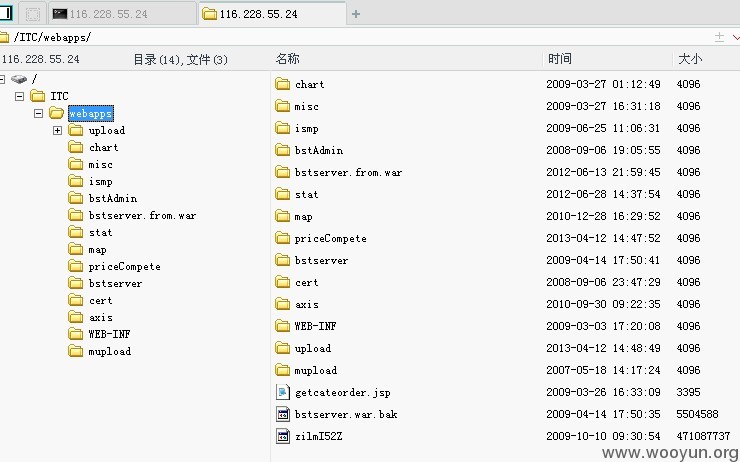 116.228.55.24 116.228.55.24
/ITC/webapps/
116.228.55.24 目录(14),文件(3) 名称 时间 大小
/
ITC
webapps
upload
chart
misc
ismp
bstAdmin
bstserver.from.war
stat
map
priceCompete
bstserver
cert
axis
WEB-INF
mupload
chart 2009-03-27 01:12:49 4096
misc 2009-03-27 16:31:18 4096
ismp 2009-06-25 11:06:31 4096
bstAdmin 2008-09-06 19:05:55 4096
bstserver.from.war 2012-06-13 21:59:45 4096
stat 2012-06-28 14:37:54 4096
map 2010-12-28 16:29:52 4096
priceCompete 2013-04-12 14:47:52 4096
bstserver 2009-04-14 17:50:41 4096
cert 2008-09-06 23:47:29 4096
axis 2010-09-30 09:22:35 4096
WEB-INF 2009-03-03 17:20:08 4096
upload 2013-04-12 14:48:49 4096
mupload 2007-05-18 14:17:24 4096
getcateorder.jsp 2009-03-26 16:33:09 3395
bstserver.war.bak 2009-04-14 17:50:35 5504588
zilmI52Z 2009-10-10 09:30:54 471087737
www.wooyun.org